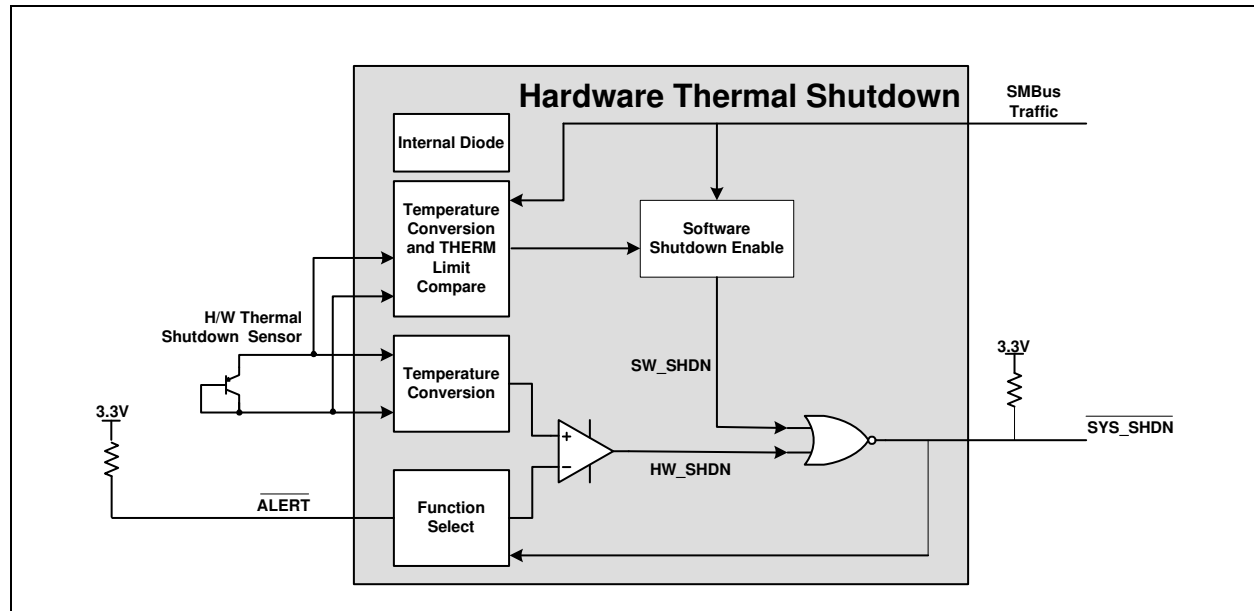 Hardware Thermal Shutdown
SMBus
Traffic
Internal Diode
Temperature
Conversion
and THERM
Limit
Compare
Software
Shutdown Enable
H/W Thermal
Shutdown Sensor
Temperature
Conversion
SW_SHDN
3.3V
3.3V
+
−
HW_SHDN
SYS_SHDN
ALERT
Function
Select